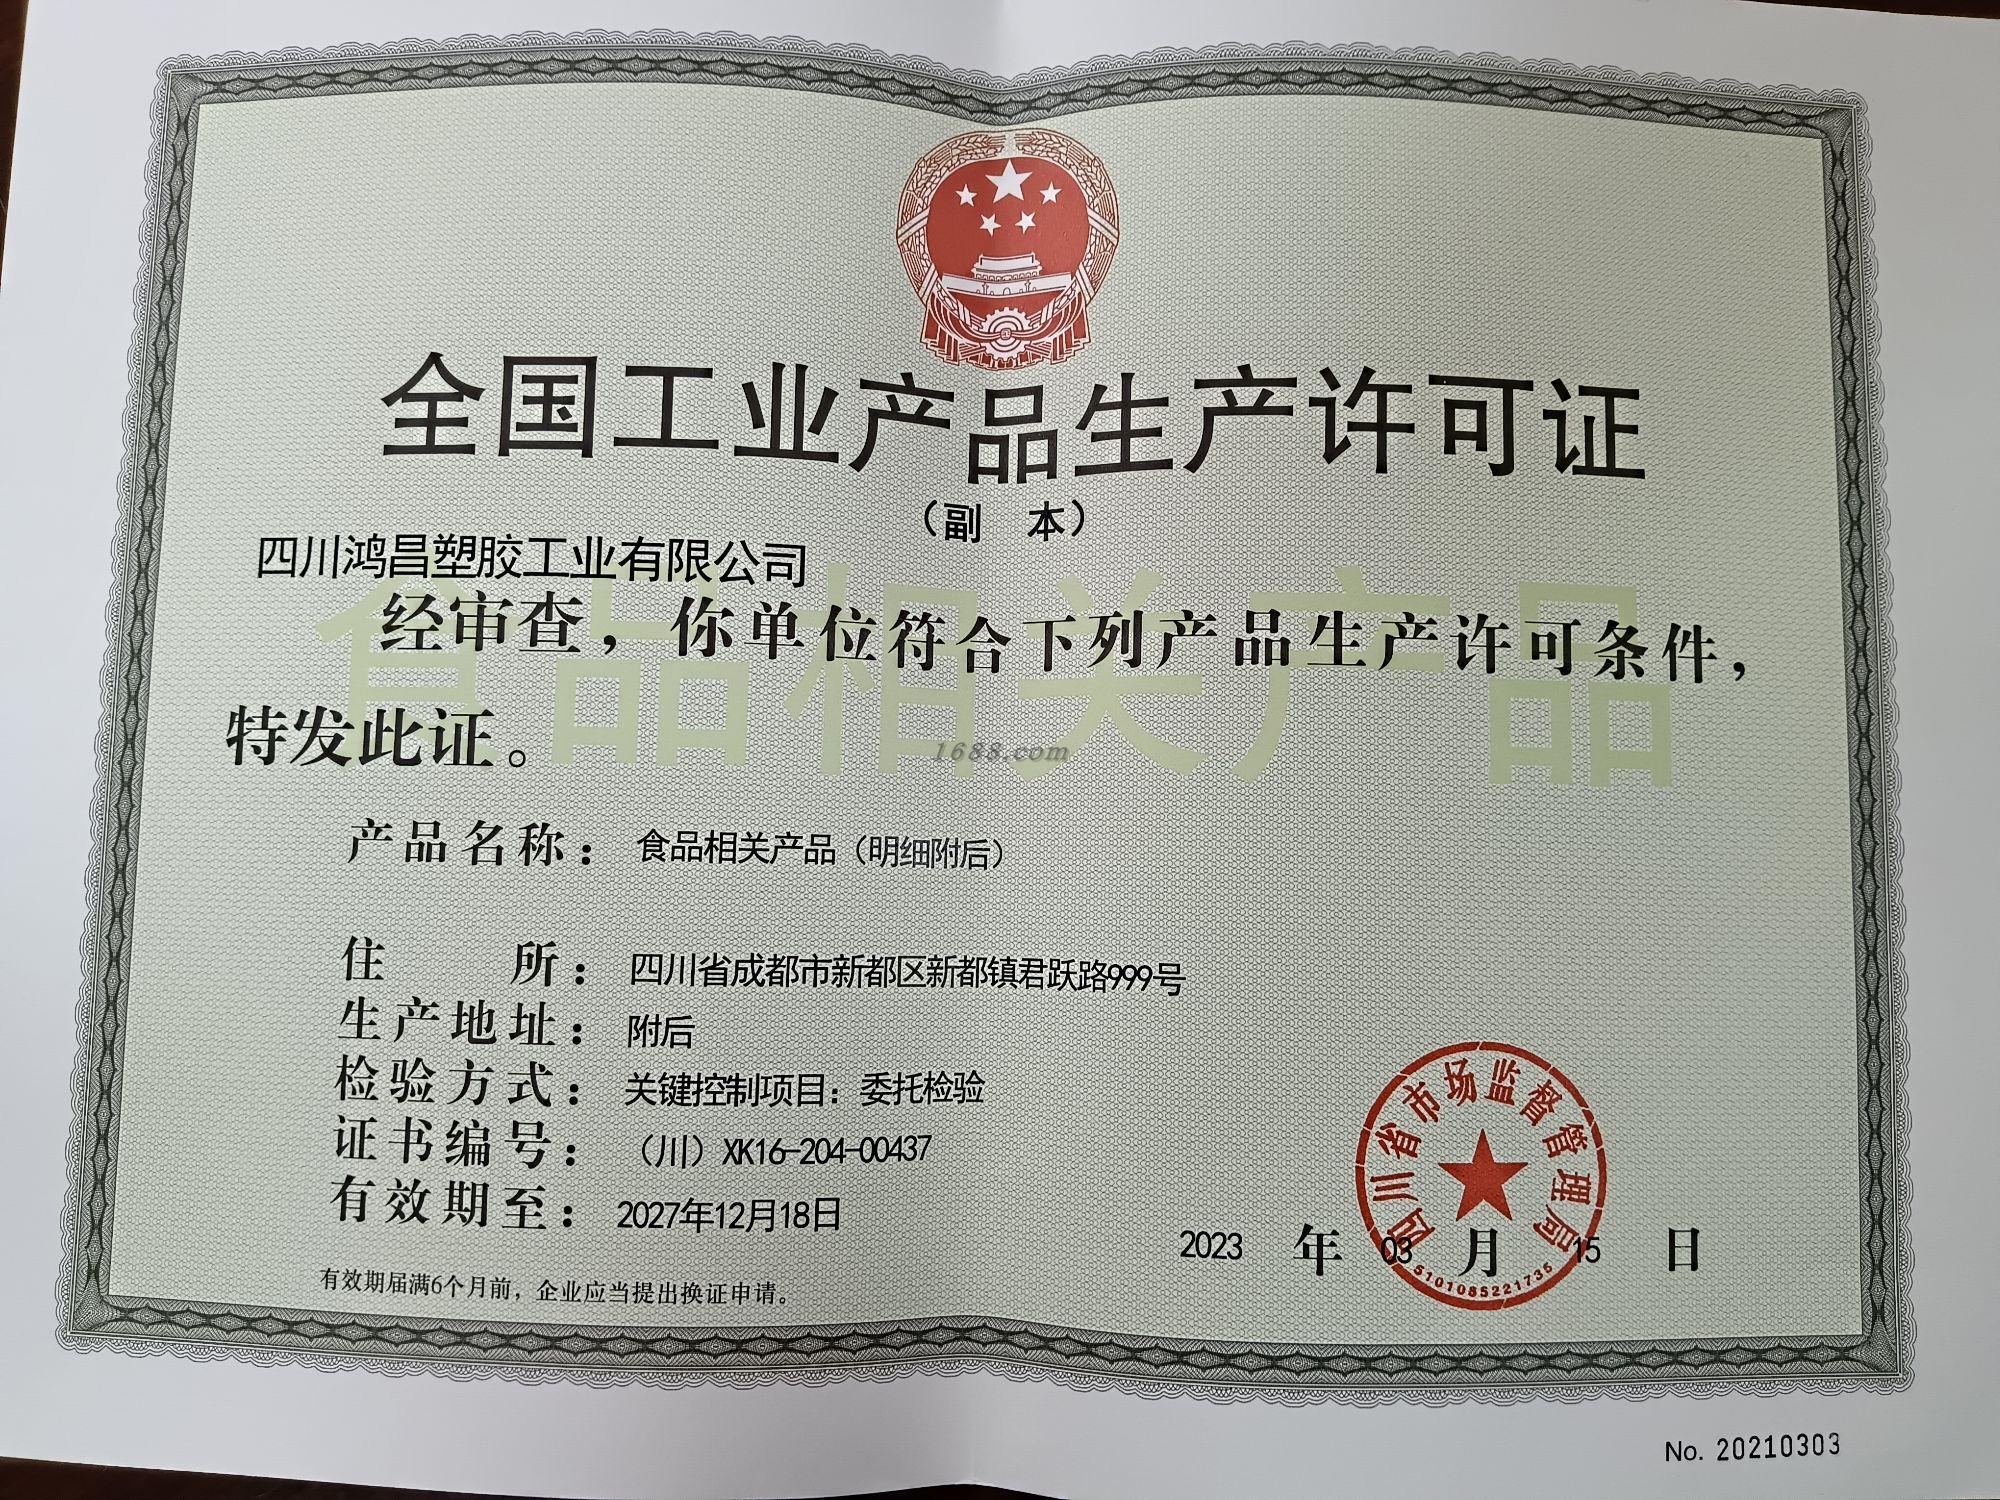 全国工业产品生产许可证
（副 本）
四川鸿昌塑胶工业有限公司
食品相关产品
经审查，你单位符合下列产品生产许可条件，
特发此证。
1688.com
产品名称： 食品相关产品（明细附后）
住 所： 四川省成都市新都区新都镇君跃路999号
生产地址： 附后
检验方式： 关键控制项目：委托检验
证书编号： （川）XK16-204-00437
有效期至： 2027年12月18日
四川省市场监督管理局
5101085221735
2023 年 03 月 15 日
有效期届满6个月前，企业应当提出换证申请。
No. 20210303